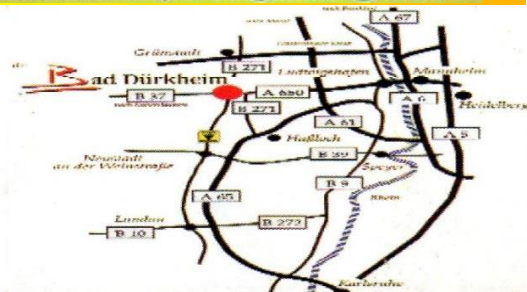 A 67
Grünstadt
B 271
Ludwigshafen
Mannheim
Bad Dürkheim
B 37
A 650
A 6
Heidelberg
B 271
A 61
A 5
Haßloch
Neustadt
an der Weinstraße
B 39
Speyer
A 65
B 9
Rhein
Landau
B 272
B 10
Karlsruhe